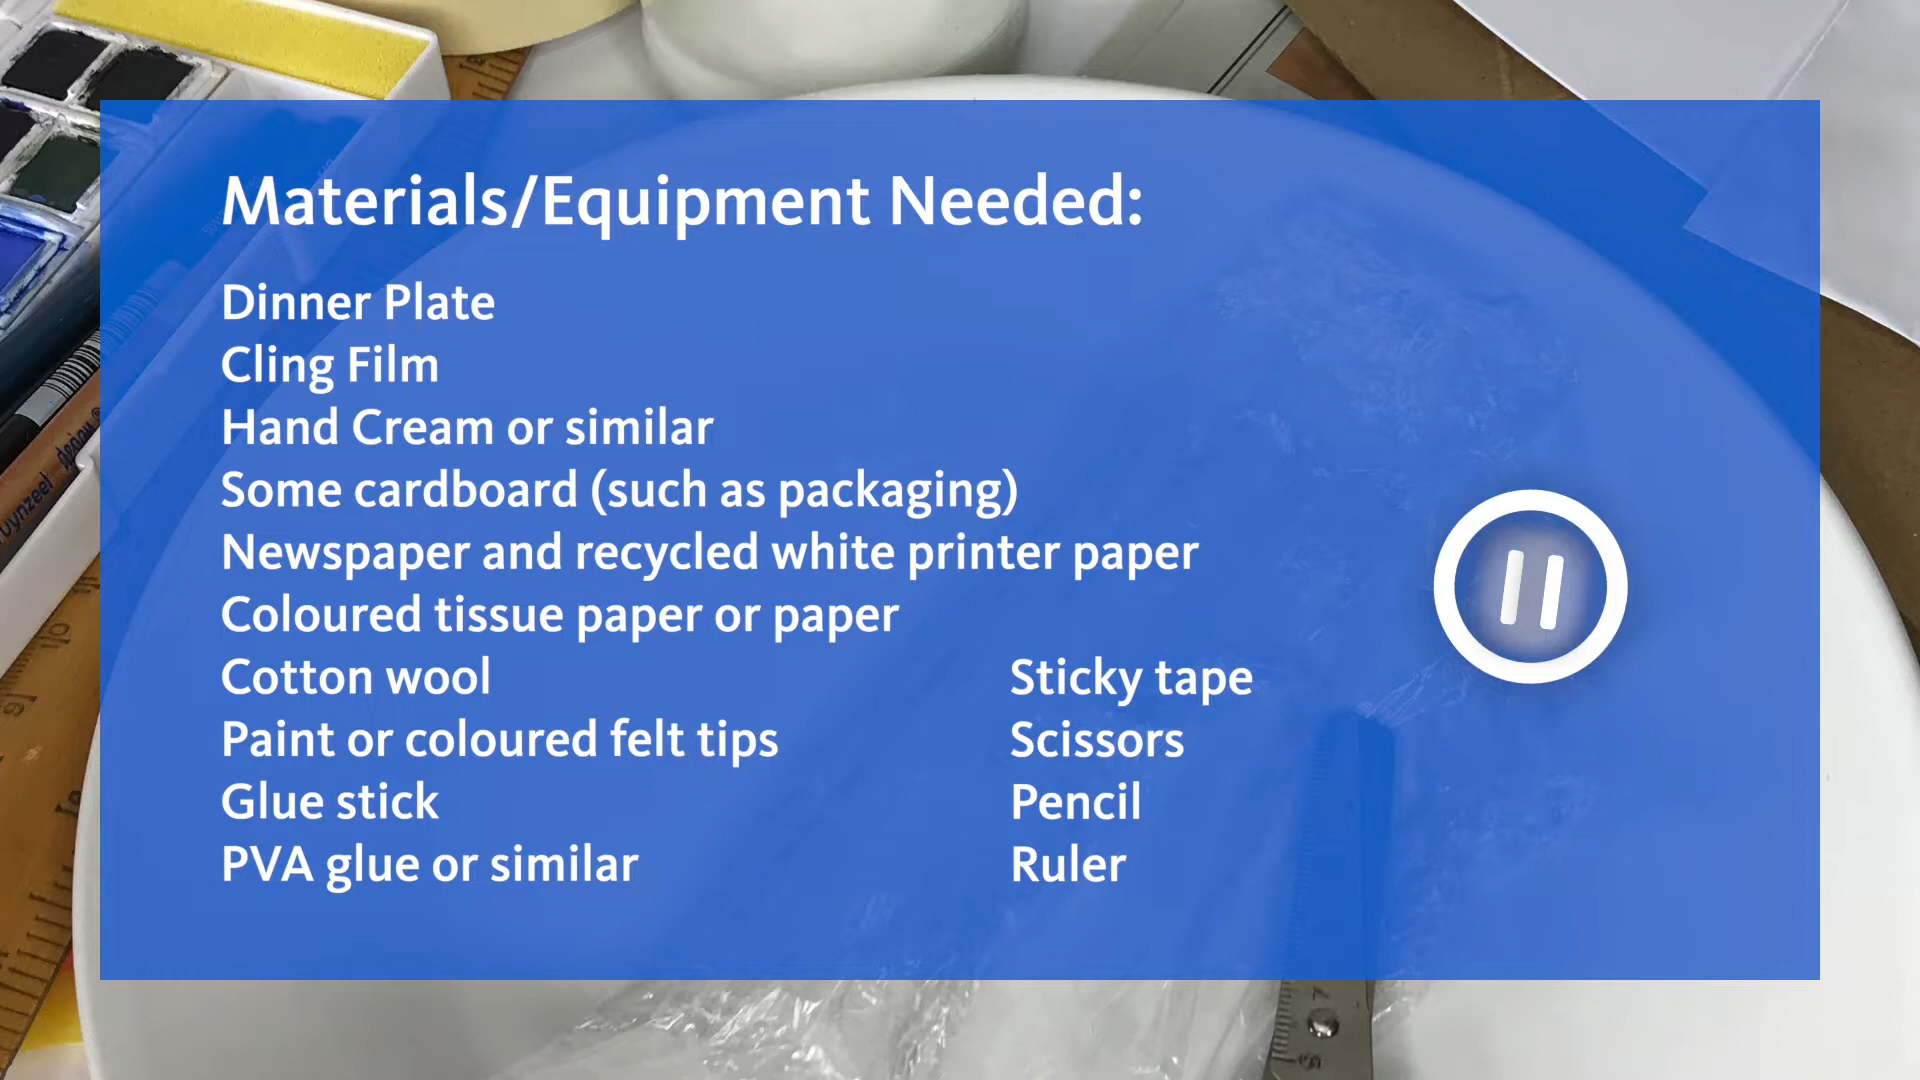 Materials/Equipment Needed:
Dinner Plate
Cling Film
Hand Cream or similar
Some cardboard (such as packaging)
Newspaper and recycled white printer paper
Coloured tissue paper or paper
Cotton wool
Paint or coloured felt tips
Glue stick
PVA glue or similar
Sticky tape
Scissors
Pencil
Ruler
design